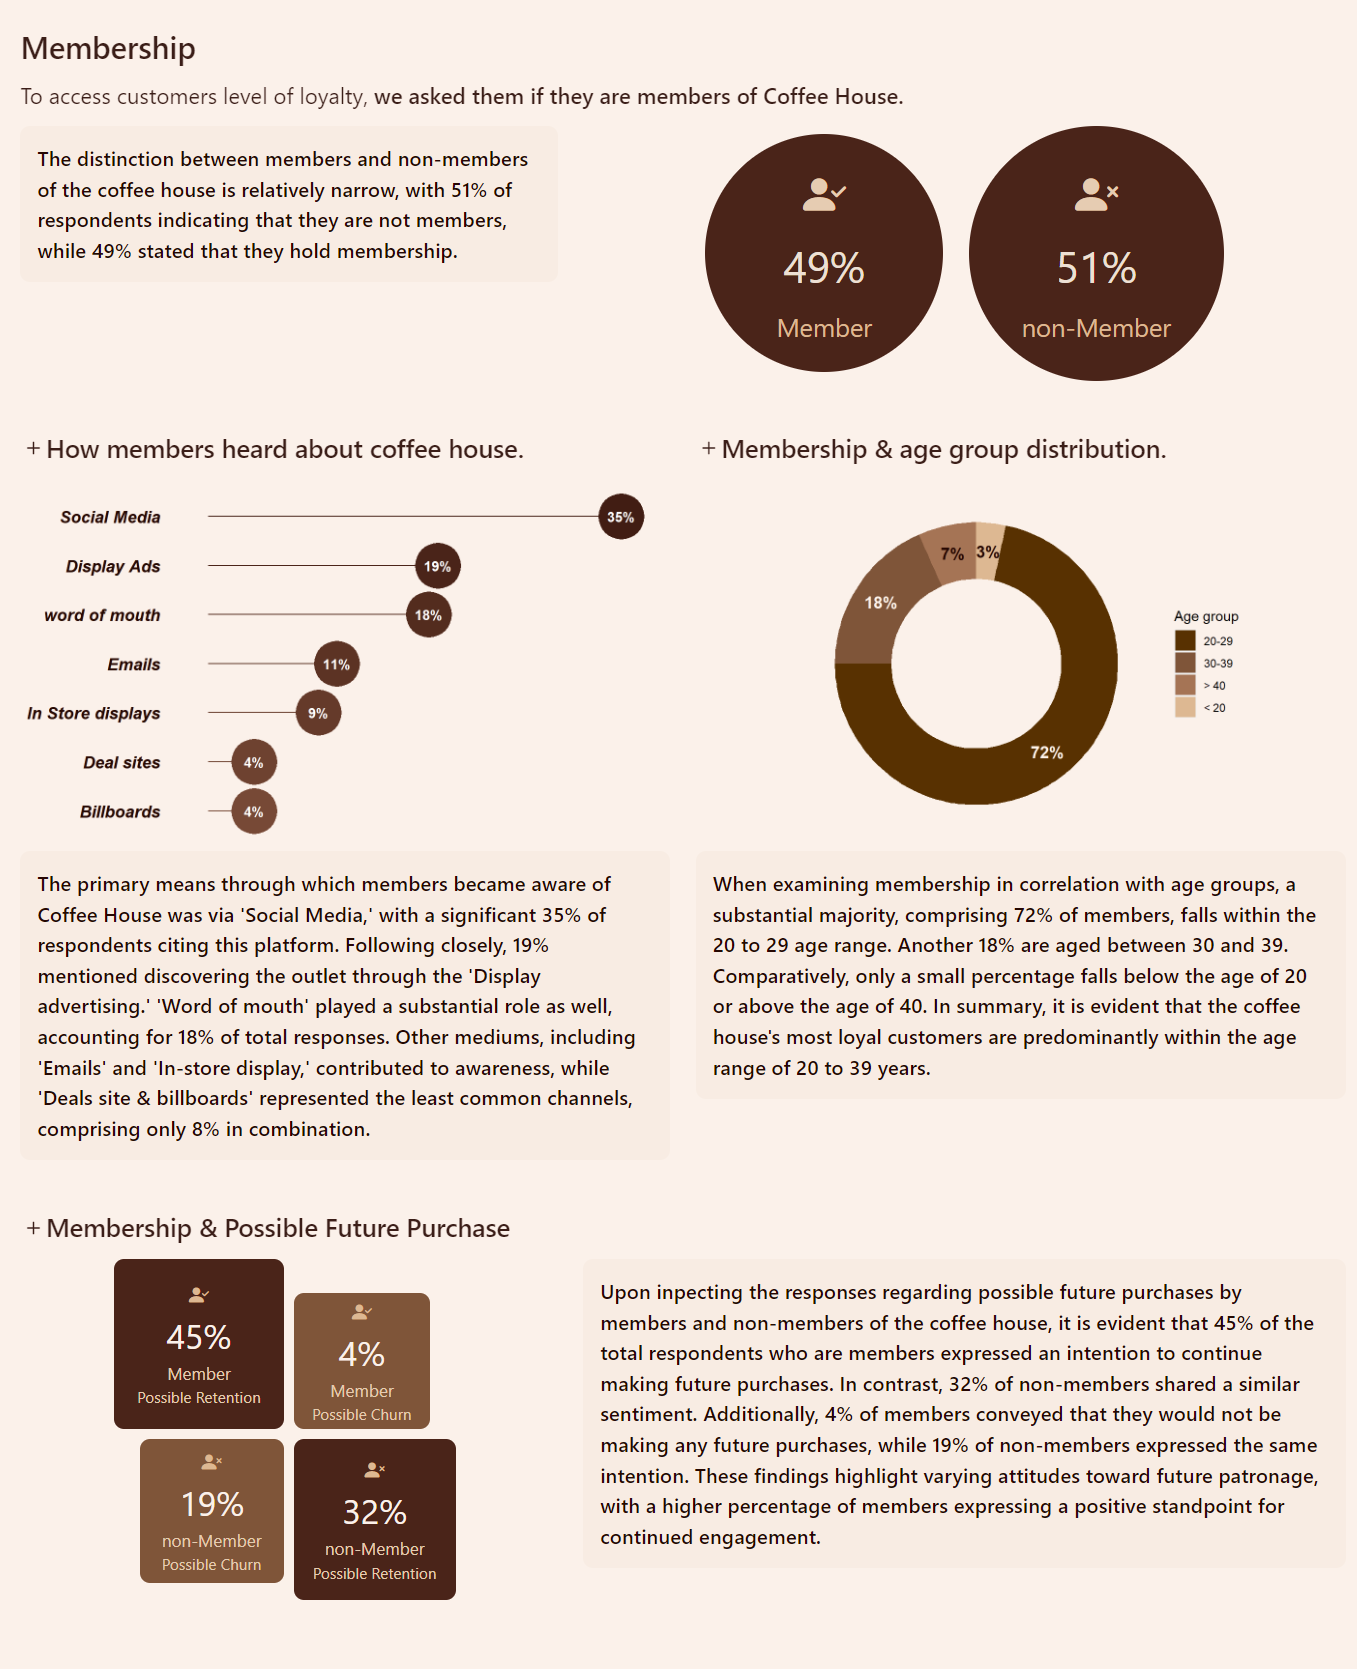 Membership
To access customers level of loyalty, we asked them if they are members of Coffee House.
The distinction between members and non-members
of the coffee house is relatively narrow, with 51% of
respondents indicating that they are not members,
while 49% stated that they hold membership.
49%
Member
51%
non-Member
+ How members heard about coffee house.
Social Media
35%
Display Ads
19%
word of mouth
18%
Emails
11%
In Store displays
9%
Deal sites
4%
Billboards
4%
The primary means through which members became aware of
Coffee House was via 'Social Media,' with a significant 35% of
respondents citing this platform. Following closely, 19%
mentioned discovering the outlet through the 'Display
advertising.' 'Word of mouth' played a substantial role as well,
accounting for 18% of total responses. Other mediums, including
'Emails' and 'In-store display,' contributed to awareness, while
'Deals site & billboards' represented the least common channels,
comprising only 8% in combination.
+ Membership & age group distribution.
7%
3%
18%
72%
Age group
20-29
30-39
> 40
< 20
When examining membership in correlation with age groups, a
substantial majority, comprising 72% of members, falls within the
20 to 29 age range. Another 18% are aged between 30 and 39.
Comparatively, only a small percentage falls below the age of 20
or above the age of 40. In summary, it is evident that the coffee
house's most loyal customers are predominantly within the age
range of 20 to 39 years.
+ Membership & Possible Future Purchase
45%
Member
Possible Retention
4%
Member
Possible Churn
19%
non-Member
Possible Churn
32%
non-Member
Possible Retention
Upon inpecting the responses regarding possible future purchases by
members and non-members of the coffee house, it is evident that 45% of the
total respondents who are members expressed an intention to continue
making future purchases. In contrast, 32% of non-members shared a similar
sentiment. Additionally, 4% of members conveyed that they would not be
making any future purchases, while 19% of non-members expressed the same
intention. These findings highlight varying attitudes toward future patronage,
with a higher percentage of members expressing a positive standpoint for
continued engagement.